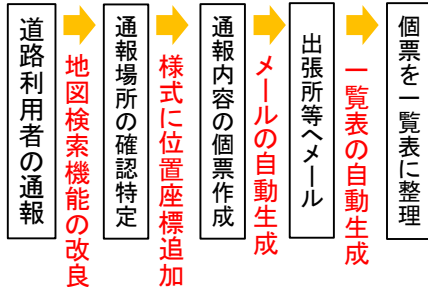 道路利用者の通報
地図検索機能の改良
通報場所の確認特定
様式に位置座標追加
通報内容の個票作成
メールの自動生成
出張所等へメール
一覧表の自動生成
個票を一覧表に整理